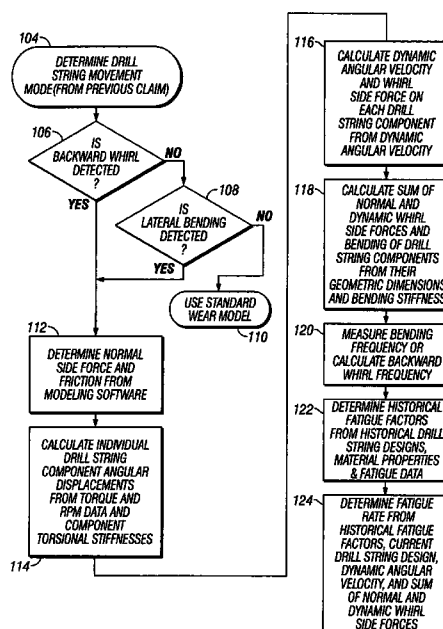 104
DETERMINE DRILL
STRING MOVEMENT
MODE(FROM PREVIOUS CLAIM)
106
IS
BACKWARD WHIRL
DETECTED
?
NO
YES
108
IS
LATERAL BENDING
DETECTED
?
NO
YES
USE STANDARD
WEAR MODEL
110
112
DETERMINE NORMAL
SIDE FORCE AND
FRICTION FROM
MODELING SOFTWARE
CALCULATE INDIVIDUAL
DRILL STRING
COMPONENT ANGULAR
DISPLACEMENTS
FROM TORQUE AND
RPM DATA AND
COMPONENT
TORSIONAL STIFFNESSES
114
116
CALCULATE DYNAMIC
ANGULAR VELOCITY
AND WHIRL
SIDE FORCE ON
EACH DRILL
STRING COMPONENT
FROM DYNAMIC
ANGULAR VELOCITY
118
CALCULATE SUM OF
NORMAL AND
DYNAMIC WHIRL
SIDE FORCES AND
BENDING OF DRILL
STRING COMPONENTS
FROM THEIR
GEOMETRIC DIMENSIONS
AND BENDING STIFFNESS
120
MEASURE BENDING
FREQUENCY OR
CALCULATE BACKWARD
WHIRL FREQUENCY
122
DETERMINE HISTORICAL
FATIGUE FACTORS
FROM HISTORICAL DRILL
STRING DESIGNS,
MATERIAL PROPERTIES
& FATIGUE DATA
124
DETERMINE FATIGUE
RATE FROM
HISTORICAL FATIGUE
FACTORS, CURRENT
DRILL STRING DESIGN,
DYNAMIC ANGULAR
VELOCITY, AND SUM
OF NORMAL AND
DYNAMIC WHIRL
SIDE FORCES